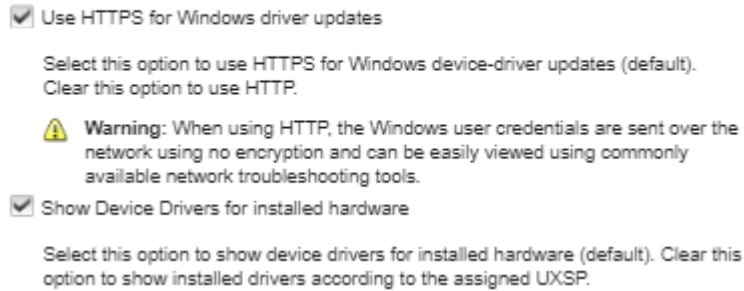 Use HTTPS for Windows driver updates
Select this option to use HTTPS for Windows device-driver updates (default).
Clear this option to use HTTP.
Warning: When using HTTP, the Windows user credentials are sent over the
network using no encryption and can be easily viewed using commonly
available network troubleshooting tools.
Show Device Drivers for installed hardware
Select this option to show device drivers for installed hardware (default). Clear this
option to show installed drivers according to the assigned UXSP.